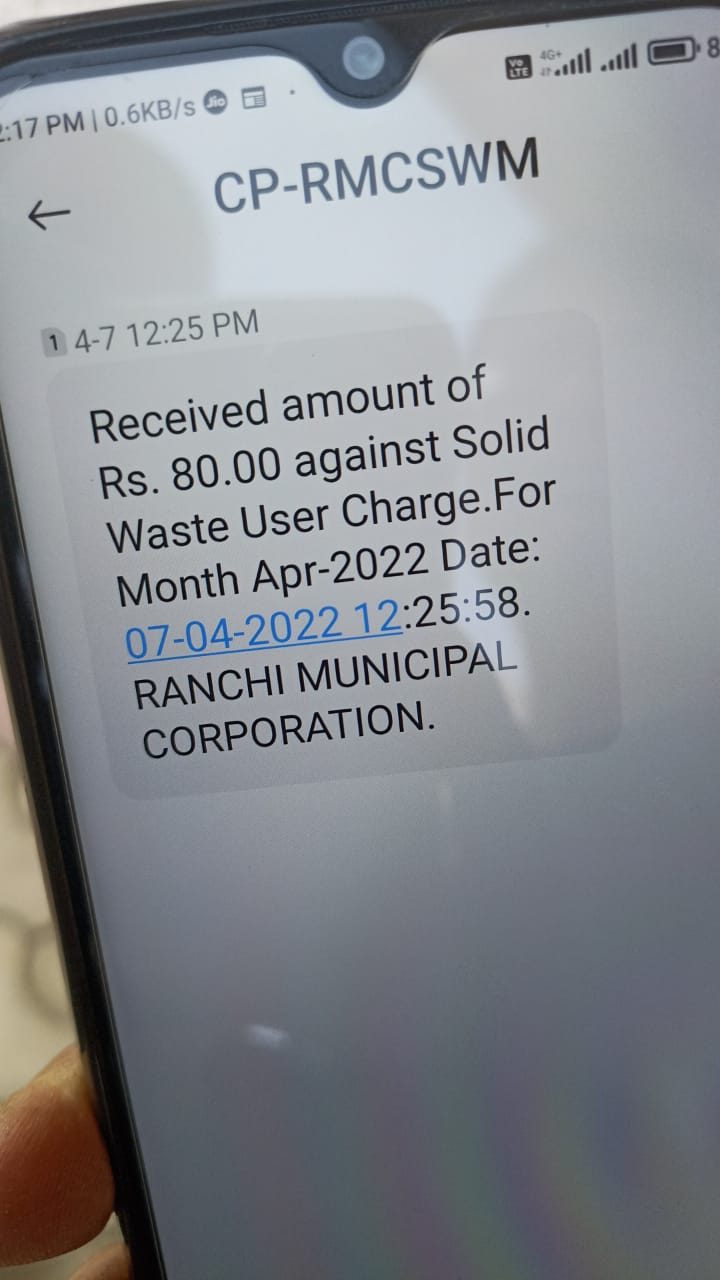 :17 PM | 0.6KB/s Jio
Vo LTE 4G+ 8
CP-RMCSWM
1 4-7 12:25 PM
Received amount of
Rs. 80.00 against Solid
Waste User Charge.For
Month Apr-2022 Date:
07-04-2022 12:25:58.
RANCHI MUNICIPAL
CORPORATION.